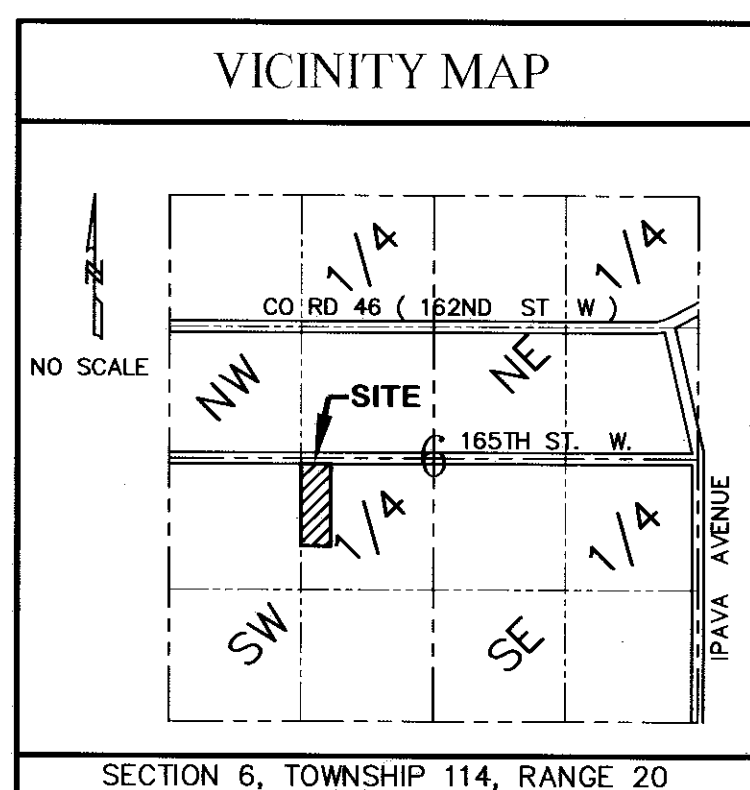 VICINITY MAP
N
NO SCALE
1/4
1/4
CO RD 46 ( 162ND ST W )
NW
NE
SITE
6
165TH ST. W.
1/4
1/4
IPAVA AVENUE
SW
SE
SECTION 6, TOWNSHIP 114, RANGE 20